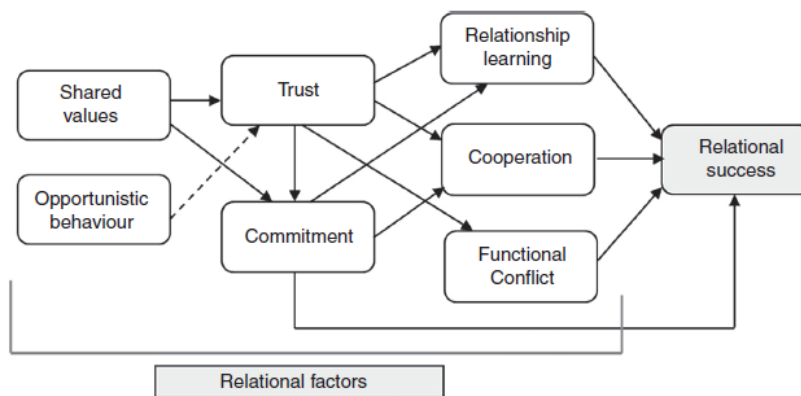 Shared
values
Opportunistic
behaviour
Trust
Commitment
Relationship
learning
Cooperation
Functional
Conflict
Relational
success
Relational factors